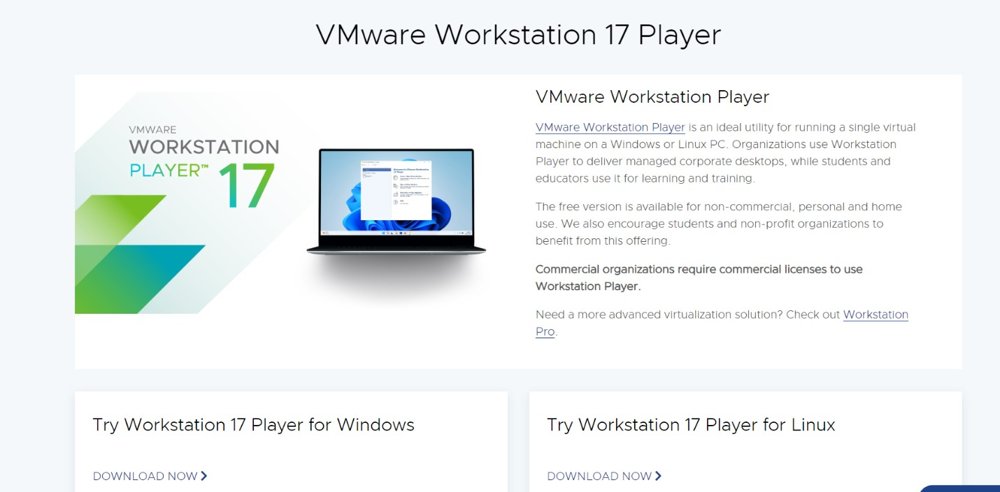 VMware Workstation 17 Player
VMWARE
WORKSTATION
PLAYER™ 17
VMware Workstation Player
VMware Workstation Player is an ideal utility for running a single virtual
machine on a Windows or Linux PC. Organizations use Workstation
Player to deliver managed corporate desktops, while students and
educators use it for learning and training.
The free version is available for non-commercial, personal and home
use. We also encourage students and non-profit organizations to
benefit from this offering.
Commercial organizations require commercial licenses to use
Workstation Player.
Need a more advanced virtualization solution? Check out Workstation
Pro.
Try Workstation 17 Player for Windows
DOWNLOAD NOW
Try Workstation 17 Player for Linux
DOWNLOAD NOW